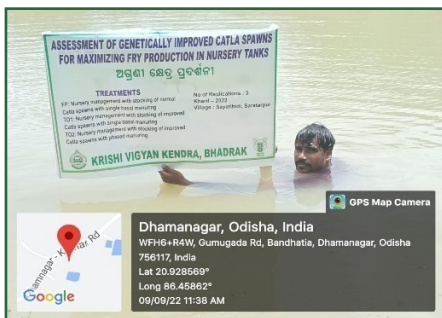 ASSESSMENT OF GENETICALLY IMPROVED CATLA SPAWNS
FOR MAXIMIZING FRY PRODUCTION IN NURSERY TANKS
ଅଗ୍ରଣୀ କ୍ଷେତ୍ର ପ୍ରଦର୍ଶନୀ
TREATMENTS
FP: Nursery management with stocking of normal
Catla spawns with single basal manuring
TO1: Nursery management with stocking of improved
Catla spawns with single basal manuring
TO2: Nursery management with stocking of improved
Catla spawns with phased manuring
No of Replications : 3
Kharif - 2022
Village :
KRISHI VIGYAN KENDRA, BHADRAK
GPS Map Camera
Dhamanagar, Odisha, India
WFH6+R4W, Gumugada Rd, Bandhatia, Dhamanagar, Odisha
756117, India
Lat 20.928569°
Long 86.45862°
09/09/22 11:36 AM
Google